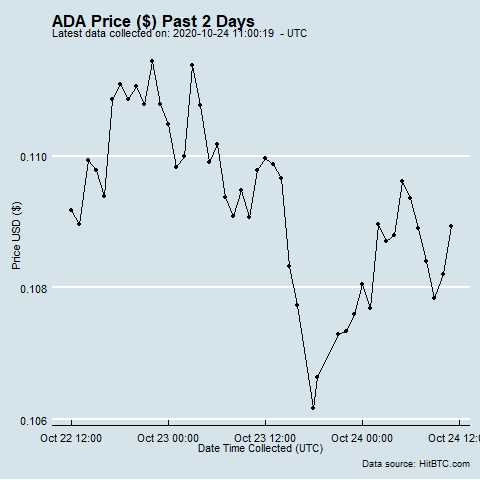 ADA Price ($) Past 2 Days
Latest data collected on: 2020-10-24 11:00:19 - UTC
0.110
0.108
0.106
Price USD ($)
Oct 22 12:00 Oct 23 00:00 Oct 23 12:00 Oct 24 00:00 Oct 24 12:
Date Time Collected (UTC)
Data source: HitBTC.com